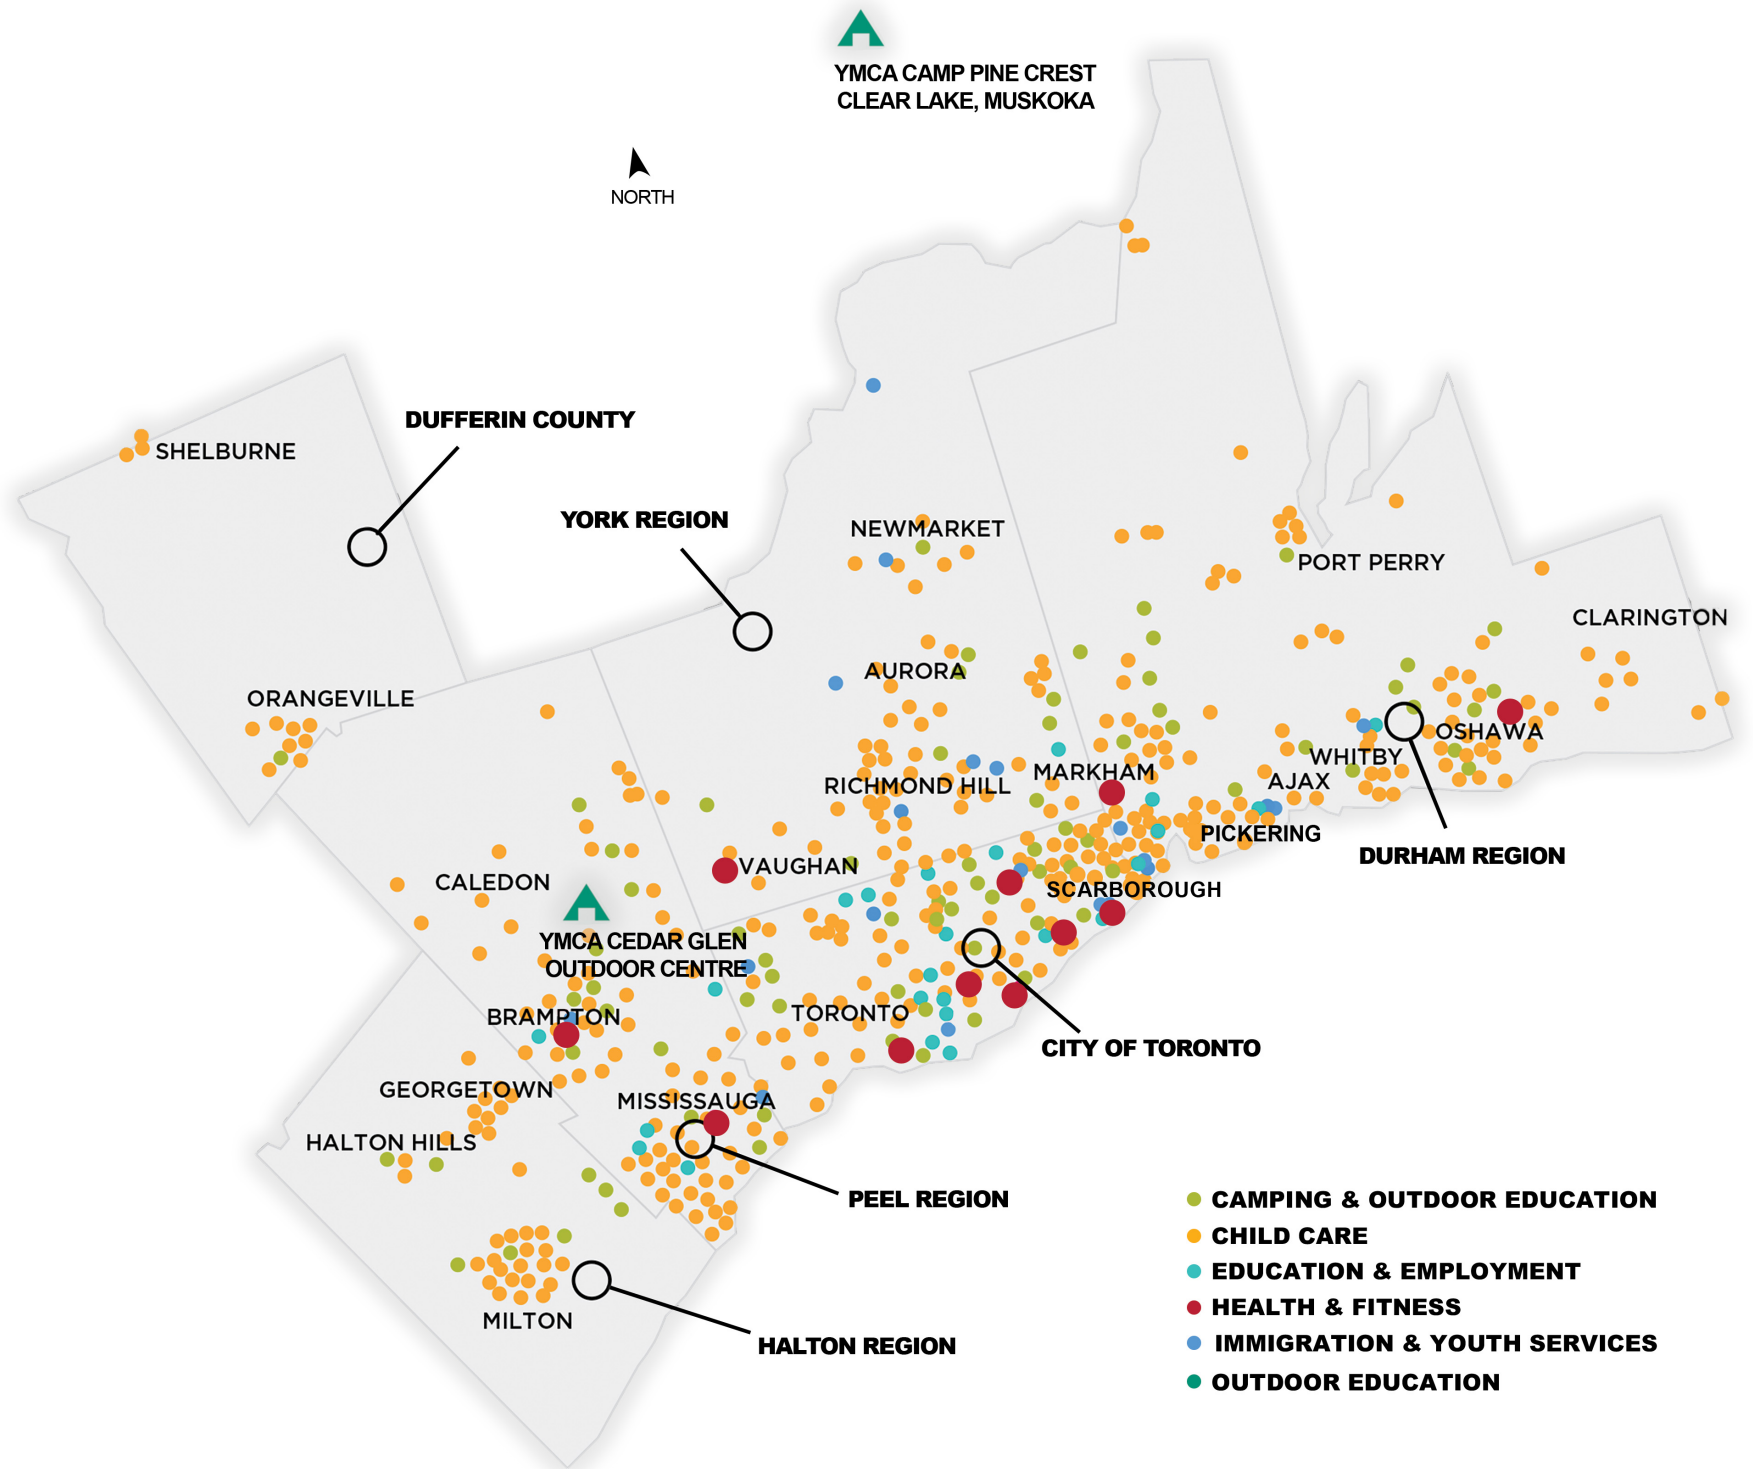 YMCA CAMP PINE CREST
CLEAR LAKE, MUSKOKA
NORTH
DUFFERIN COUNTY
SHELBURNE
YORK REGION
NEWMARKET
PORT PERRY
CLARINGTON
AURORA
ORANGEVILLE
OSHAWA
WHITBY
MARKHAM
AJAX
RICHMOND HILL
PICKERING
DURHAM REGION
VAUGHAN
CALEDON
SCARBOROUGH
YMCA CEDAR GLEN
OUTDOOR CENTRE
TORONTO
BRAMPTON
CITY OF TORONTO
GEORGETOWN
MISSISSAUGA
HALTON HILLS
PEEL REGION
MILTON
HALTON REGION
CAMPING & OUTDOOR EDUCATION
CHILD CARE
EDUCATION & EMPLOYMENT
HEALTH & FITNESS
IMMIGRATION & YOUTH SERVICES
OUTDOOR EDUCATION